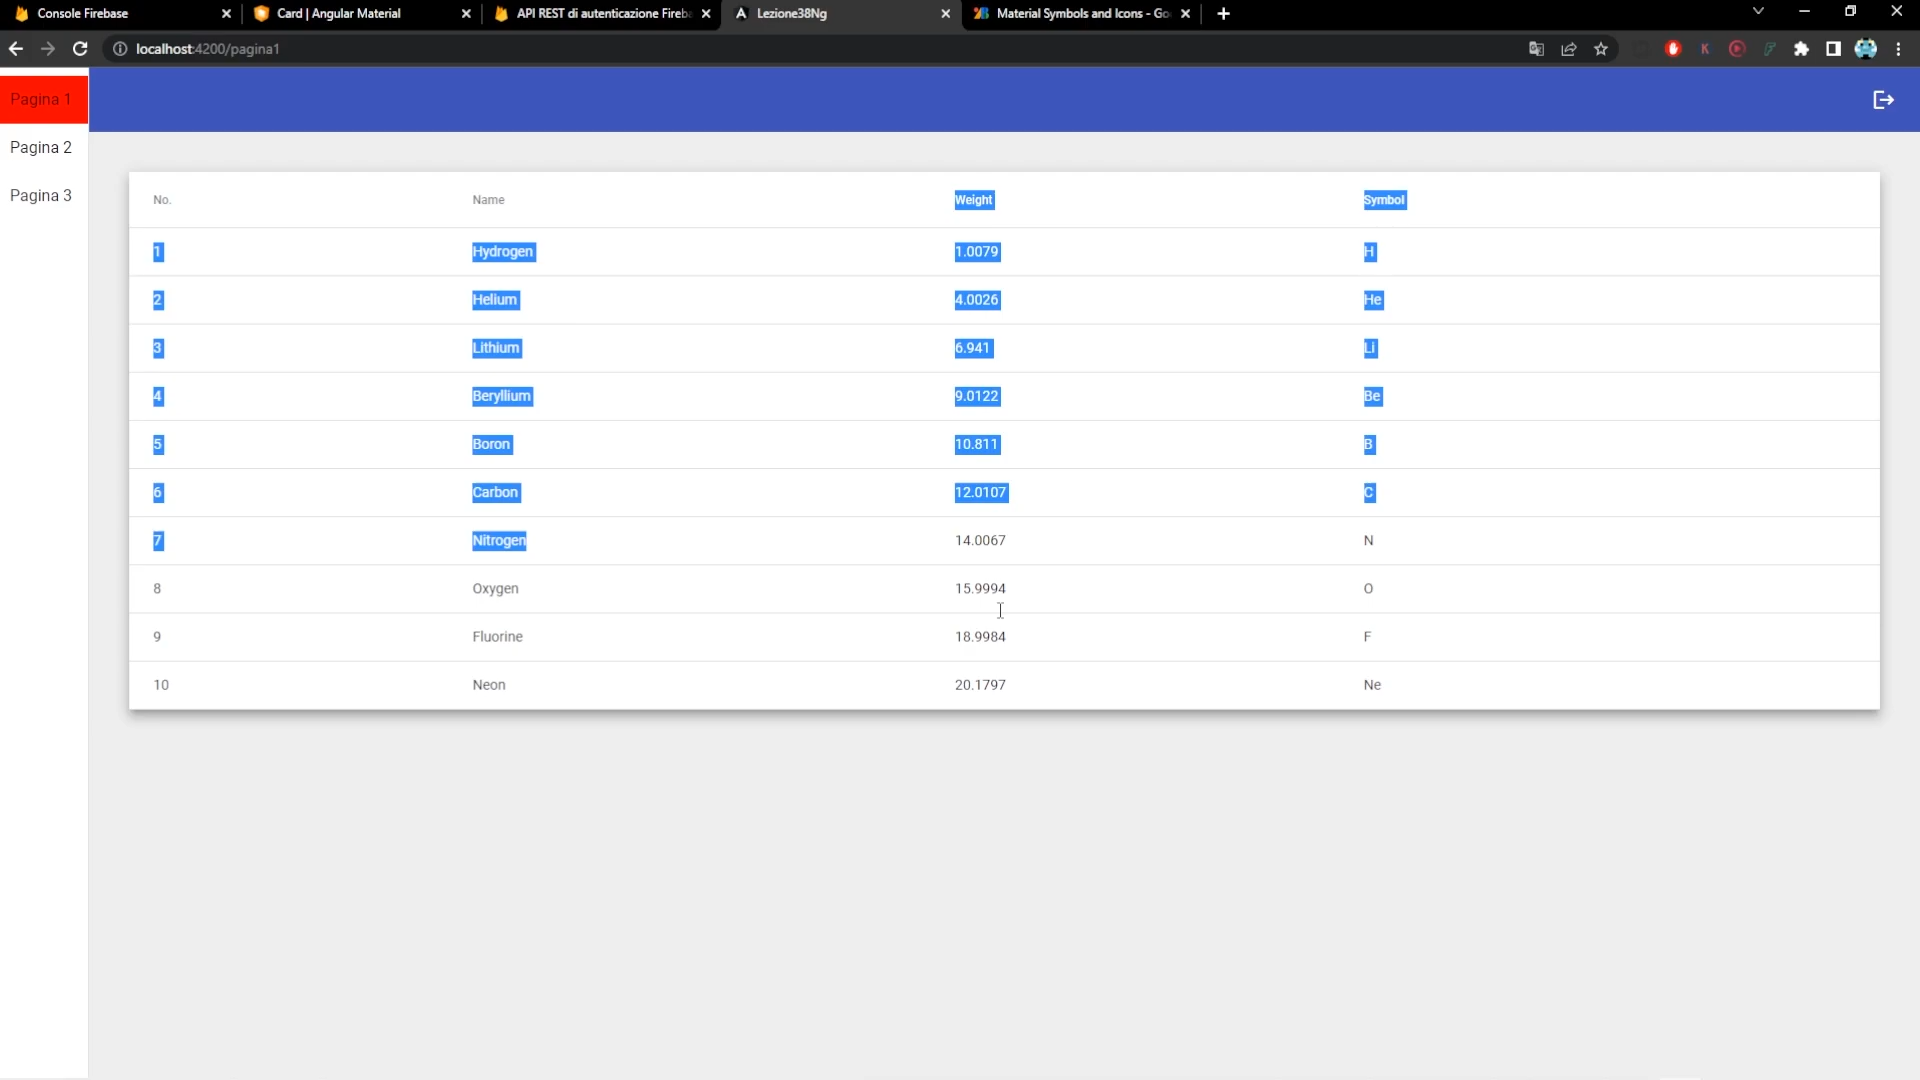 Console Firebase Card | Angular Material API REST di autenticazione Fireba Lezione38Ng Material Symbols and Icons - Go
localhost:4200/pagina1
Pagina 1
Pagina 2
Pagina 3
No. Name Weight Symbol
1 Hydrogen 1.0079 H
2 Helium 4.0026 He
3 Lithium 6.941 Li
4 Beryllium 9.0122 Be
5 Boron 10.811 B
6 Carbon 12.0107 C
7 Nitrogen 14.0067 N
8 Oxygen 15.9994 O
9 Fluorine 18.9984 F
10 Neon 20.1797 Ne